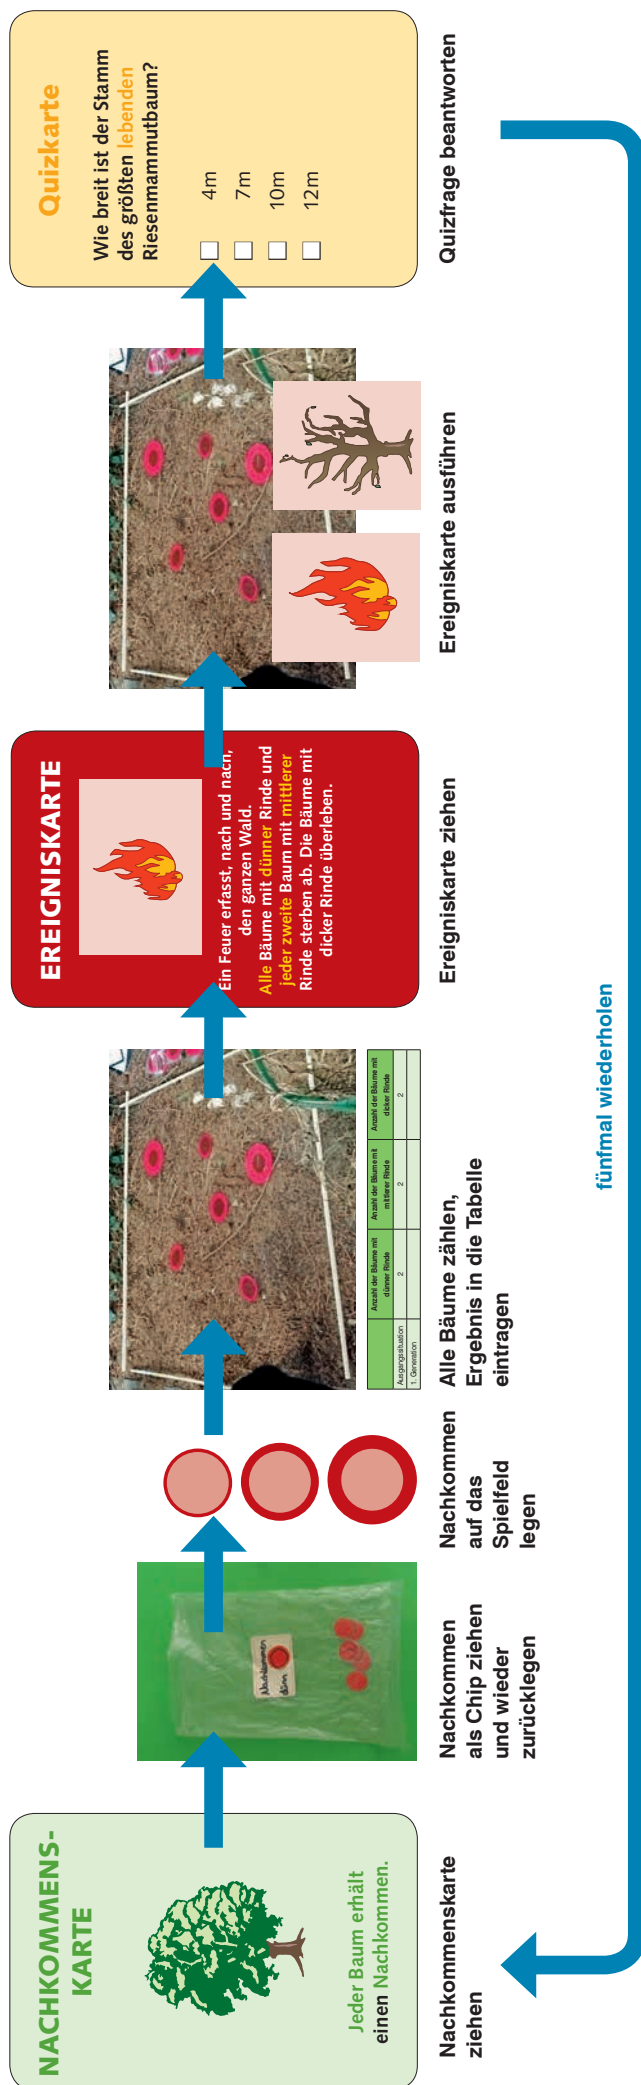 NACHKOMMENS-
KARTE
Jeder Baum erhält
einen Nachkommen.
Nachkommenskarte
ziehen
Nachkommen
dünn
Nachkommen
als Chip ziehen
und wieder
zurücklegen
Nachkommen
auf das
Spielfeld
legen
Anzahl der Bäume mit
dünner Rinde
Anzahl der Bäume mit
mittlerer Rinde
Anzahl der Bäume mit
dicker Rinde
Ausgangssituation 2 2 2
1. Generation
Alle Bäume zählen,
Ergebnis in die Tabelle
eintragen
EREIGNISKARTE
Ein Feuer erfasst, nach und nach,
den ganzen Wald.
Alle Bäume mit dünner Rinde und
jeder zweite Baum mit mittlerer
Rinde sterben ab. Die Bäume mit
dicker Rinde überleben.
Ereigniskarte ziehen
Ereigniskarte ausführen
Quizkarte
Wie breit ist der Stamm
des größten lebenden
Riesenmammutbaum?
4m
7m
10m
12m
Quizfrage beantworten
fünfmal wiederholen